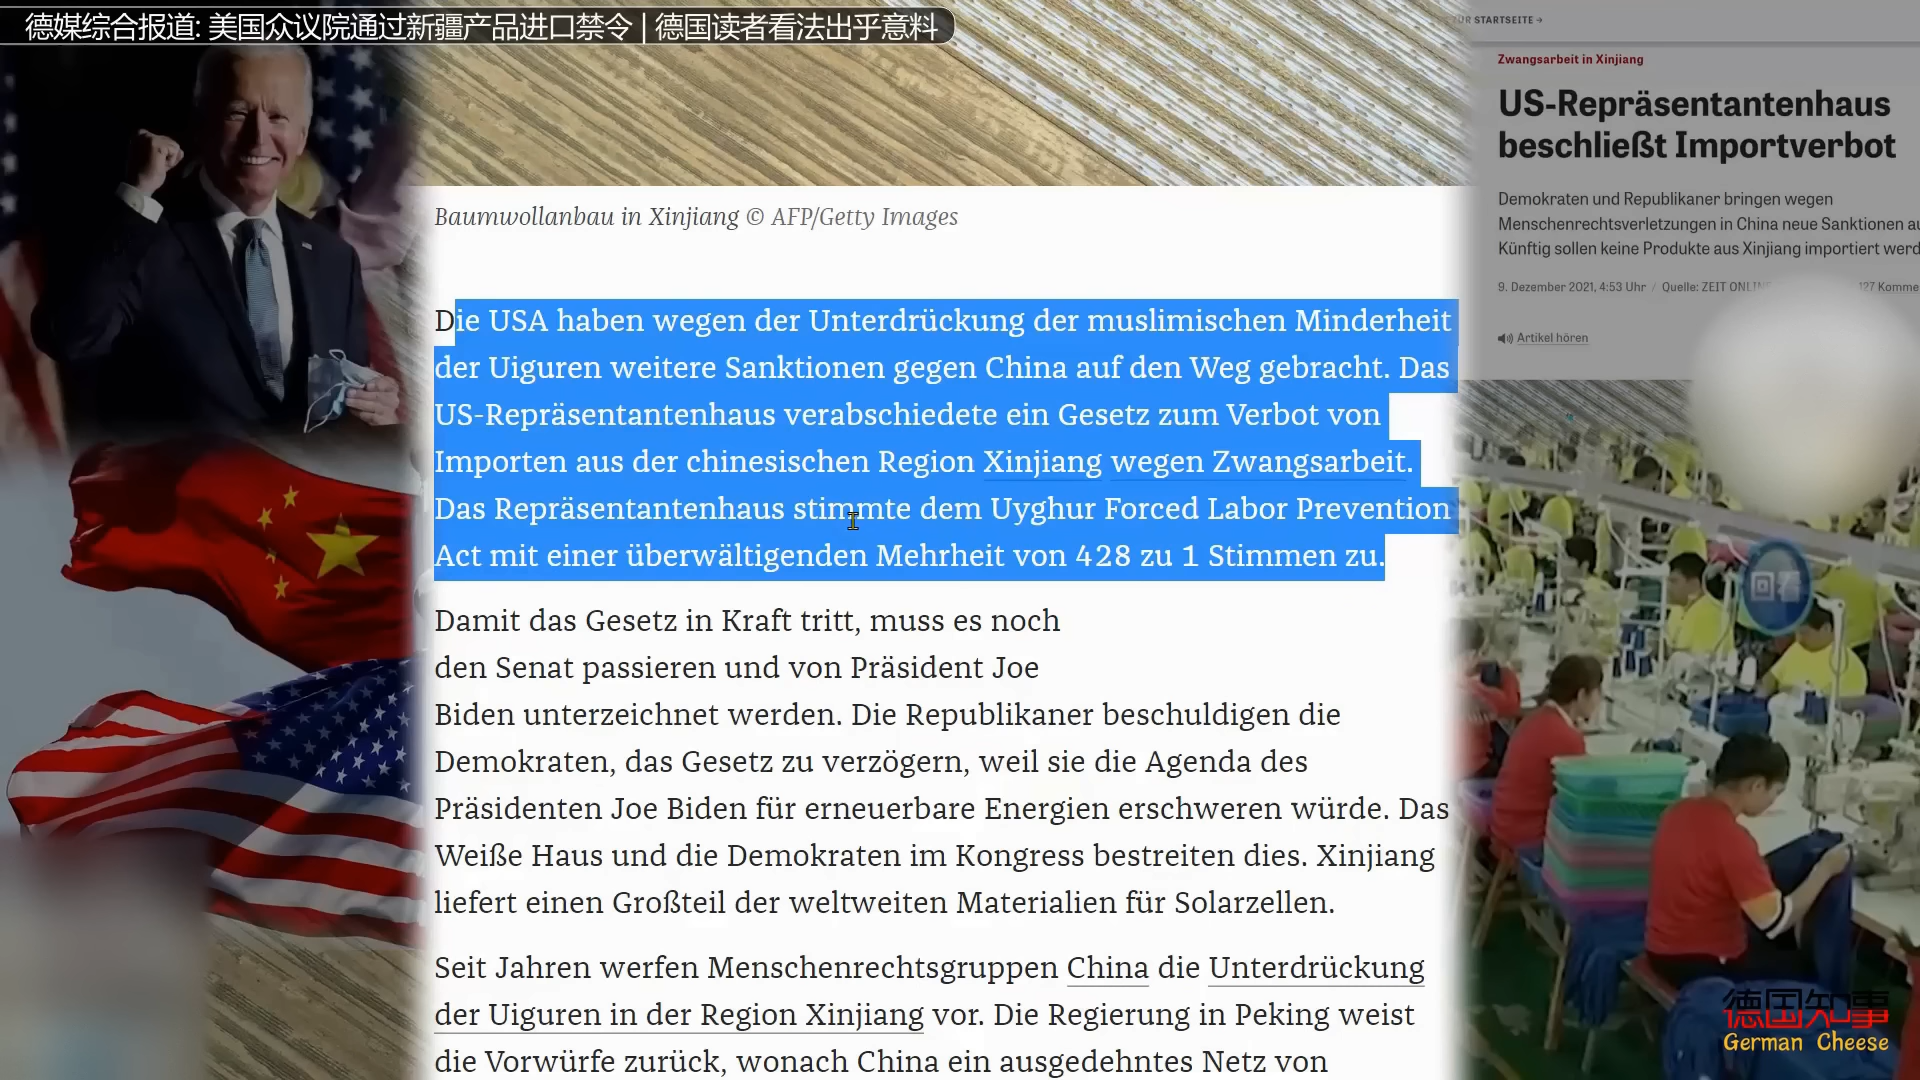 德媒综合报道: 美国众议院通过新疆产品进口禁令 | 德国读者看法出乎意料
Baumwollanbau in Xinjiang © AFP/Getty Images
Die USA haben wegen der Unterdrückung der muslimischen Minderheit
der Uiguren weitere Sanktionen gegen China auf den Weg gebracht. Das
US-Repräsentantenhaus verabschiedete ein Gesetz zum Verbot von
Importen aus der chinesischen Region Xinjiang wegen Zwangsarbeit.
Das Repräsentantenhaus stimmte dem Uyghur Forced Labor Prevention
Act mit einer überwältigenden Mehrheit von 428 zu 1 Stimmen zu.
Damit das Gesetz in Kraft tritt, muss es noch
den Senat passieren und von Präsident Joe
Biden unterzeichnet werden. Die Republikaner beschuldigen die
Demokraten, das Gesetz zu verzögern, weil sie die Agenda des
Präsidenten Joe Biden für erneuerbare Energien erschweren würde. Das
Weiße Haus und die Demokraten im Kongress bestreiten dies. Xinjiang
liefert einen Großteil der weltweiten Materialien für Solarzellen.
Seit Jahren werfen Menschenrechtsgruppen China die Unterdrückung
der Uiguren in der Region Xinjiang vor. Die Regierung in Peking weist
die Vorwürfe zurück, wonach China ein ausgedehntes Netz von
ZUR STARTSEITE →
Zwangsarbeit in Xinjiang
US-Repräsentantenhaus
beschließt Importverbot
Demokraten und Republikaner bringen wegen
Menschenrechtsverletzungen in China neue Sanktionen au
Künftig sollen keine Produkte aus Xinjiang importiert werd
9. Dezember 2021, 4:53 Uhr / Quelle: ZEIT ONLIN 127 Komme
Artikel hören
回看
德国知事
German Cheese